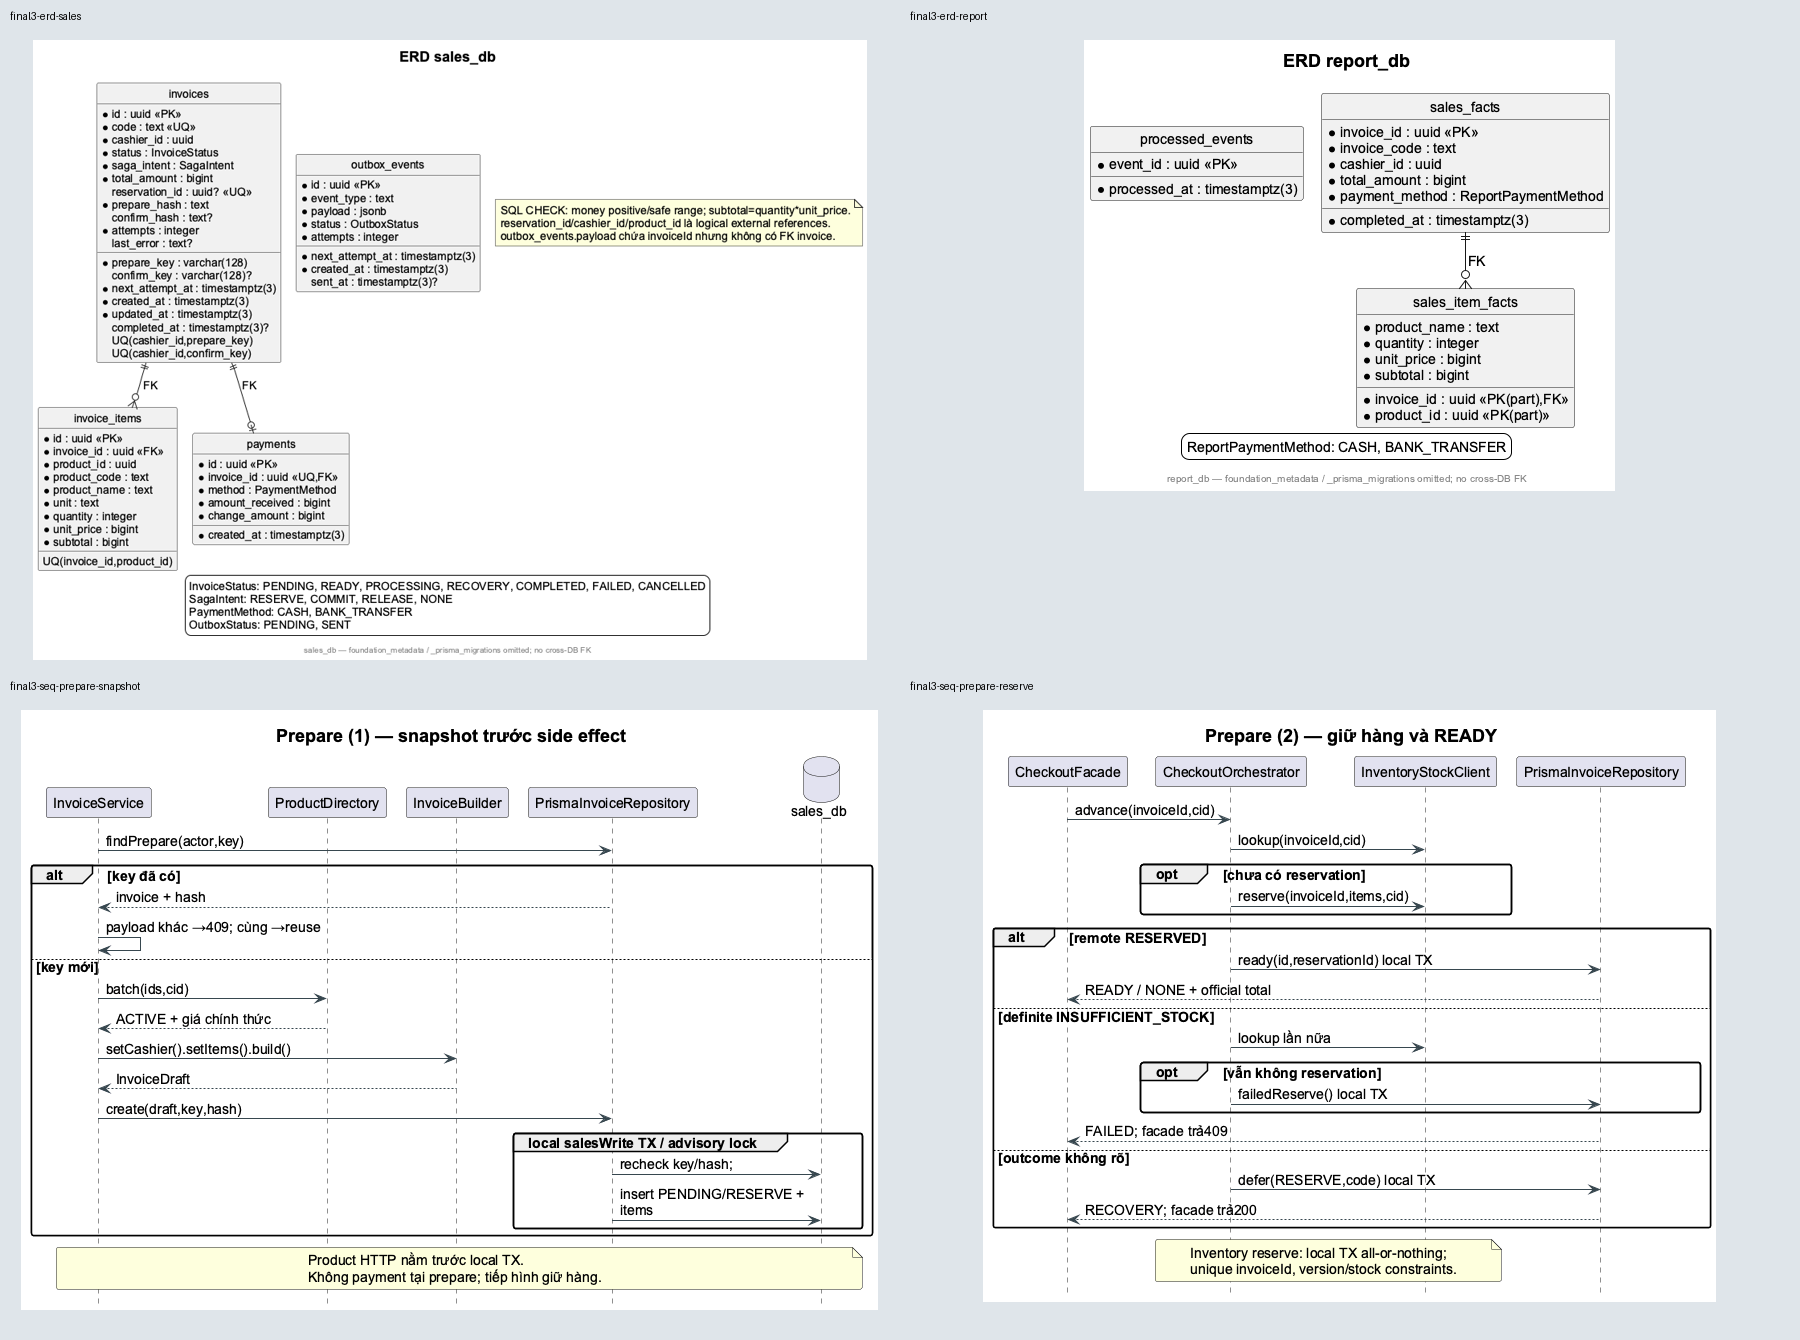 final3-erd-sales
ERD sales_db
invoices
id : uuid «PK»
code : text «UQ»
cashier_id : uuid
status : InvoiceStatus
saga_intent : SagaIntent
total_amount : bigint
reservation_id : uuid? «UQ»
prepare_hash : text
confirm_hash : text?
attempts : integer
last_error : text?
prepare_key : varchar(128)
confirm_key : varchar(128)?
next_attempt_at : timestamptz(3)
created_at : timestamptz(3)
updated_at : timestamptz(3)
completed_at : timestamptz(3)?
UQ(cashier_id,prepare_key)
UQ(cashier_id,confirm_key)
outbox_events
id : uuid «PK»
event_type : text
payload : jsonb
status : OutboxStatus
attempts : integer
next_attempt_at : timestamptz(3)
created_at : timestamptz(3)
sent_at : timestamptz(3)?
SQL CHECK: money positive/safe range; subtotal=quantity*unit_price.
reservation_id/cashier_id/product_id là logical external references.
outbox_events.payload chứa invoiceId nhưng không có FK invoice.
FK
FK
invoice_items
id : uuid «PK»
invoice_id : uuid «FK»
product_id : uuid
product_code : text
product_name : text
unit : text
quantity : integer
unit_price : bigint
subtotal : bigint
UQ(invoice_id,product_id)
payments
id : uuid «PK»
invoice_id : uuid «UQ,FK»
method : PaymentMethod
amount_received : bigint
change_amount : bigint
created_at : timestamptz(3)
InvoiceStatus: PENDING, READY, PROCESSING, RECOVERY, COMPLETED, FAILED, CANCELLED
SagaIntent: RESERVE, COMMIT, RELEASE, NONE
PaymentMethod: CASH, BANK_TRANSFER
OutboxStatus: PENDING, SENT
sales_db — foundation_metadata / _prisma_migrations omitted; no cross-DB FK
final3-erd-report
ERD report_db
processed_events
event_id : uuid «PK»
processed_at : timestamptz(3)
sales_facts
invoice_id : uuid «PK»
invoice_code : text
cashier_id : uuid
total_amount : bigint
payment_method : ReportPaymentMethod
completed_at : timestamptz(3)
FK
sales_item_facts
product_name : text
quantity : integer
unit_price : bigint
subtotal : bigint
invoice_id : uuid «PK(part),FK»
product_id : uuid «PK(part)»
ReportPaymentMethod: CASH, BANK_TRANSFER
report_db — foundation_metadata / _prisma_migrations omitted; no cross-DB FK
final3-seq-prepare-snapshot
Prepare (1) — snapshot trước side effect
InvoiceService
ProductDirectory
InvoiceBuilder
PrismaInvoiceRepository
sales_db
findPrepare(actor,key)
alt
[key đã có]
invoice + hash
payload khác →409; cùng →reuse
[key mới]
batch(ids,cid)
ACTIVE + giá chính thức
setCashier().setItems().build()
InvoiceDraft
create(draft,key,hash)
local salesWrite TX / advisory lock
recheck key/hash;
insert PENDING/RESERVE +
items
Product HTTP nằm trước local TX.
Không payment tại prepare; tiếp hình giữ hàng.
final3-seq-prepare-reserve
Prepare (2) — giữ hàng và READY
CheckoutFacade
CheckoutOrchestrator
InventoryStockClient
PrismaInvoiceRepository
advance(invoiceId,cid)
lookup(invoiceId,cid)
opt
[chưa có reservation]
reserve(invoiceId,items,cid)
alt
[remote RESERVED]
ready(id,reservationId) local TX
READY / NONE + official total
[definite INSUFFICIENT_STOCK]
lookup lần nữa
opt
[vẫn không reservation]
failedReserve() local TX
FAILED; facade trả409
[outcome không rõ]
defer(RESERVE,code) local TX
RECOVERY; facade trả200
Inventory reserve: local TX all-or-nothing;
unique invoiceId, version/stock constraints.